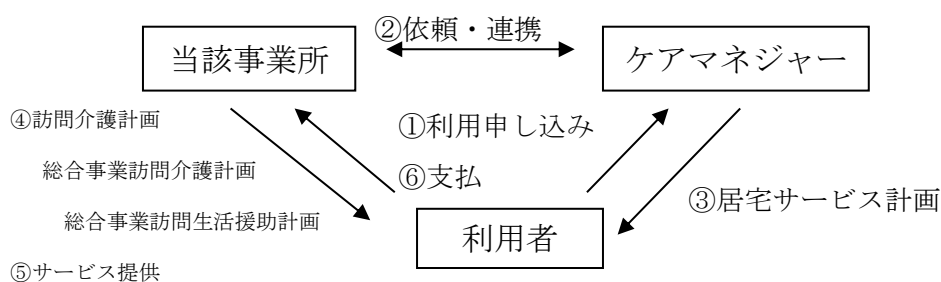 ②依頼・連携
当該事業所
ケアマネジャー
④訪問介護計画
①利用申し込み
総合事業訪問介護計画
⑥支払
③居宅サービス計画
総合事業訪問生活援助計画
利用者
⑤サービス提供